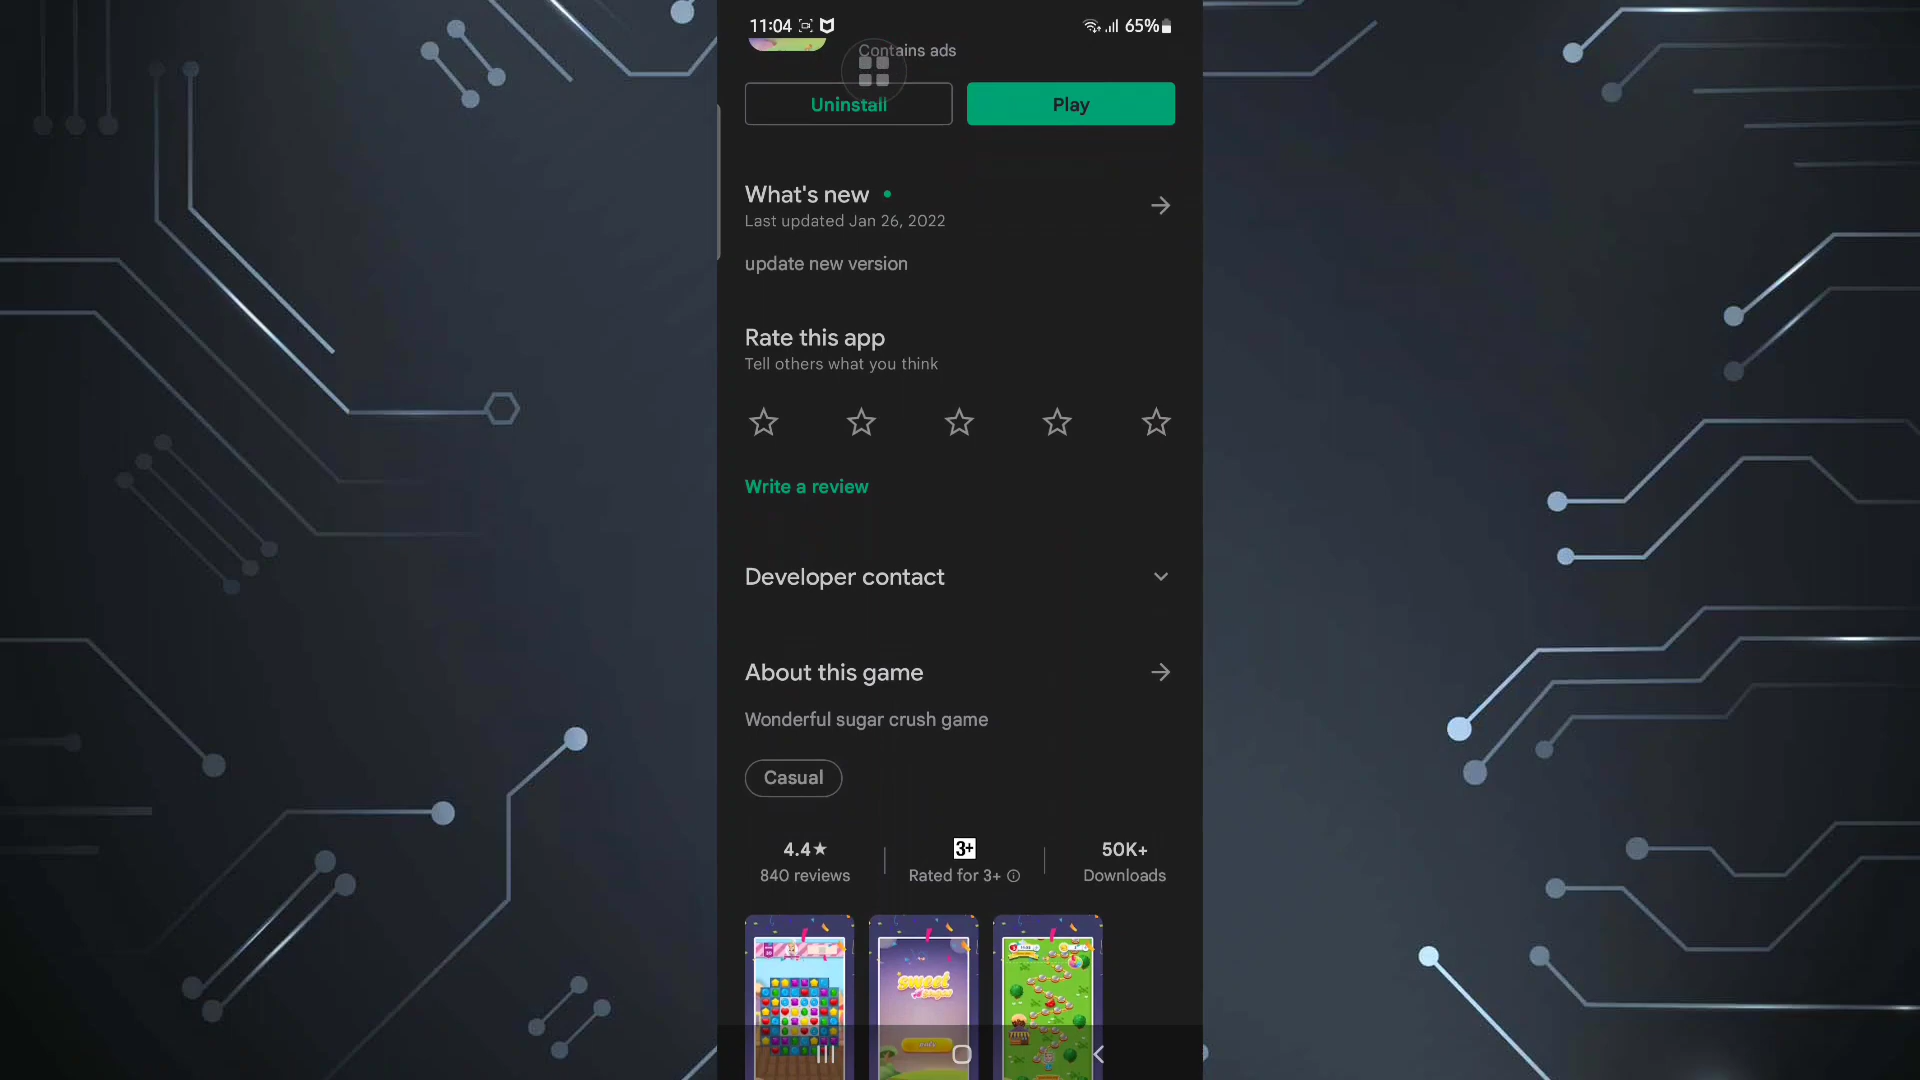 11:04
65%
Contains ads
Uninstall
Play
What's new
Last updated Jan 26, 2022
update new version
Rate this app
Tell others what you think
Write a review
Developer contact
About this game
Wonderful sugar crush game
Casual
4.4★
840 reviews
3+
Rated for 3+
50K+
Downloads
sweet